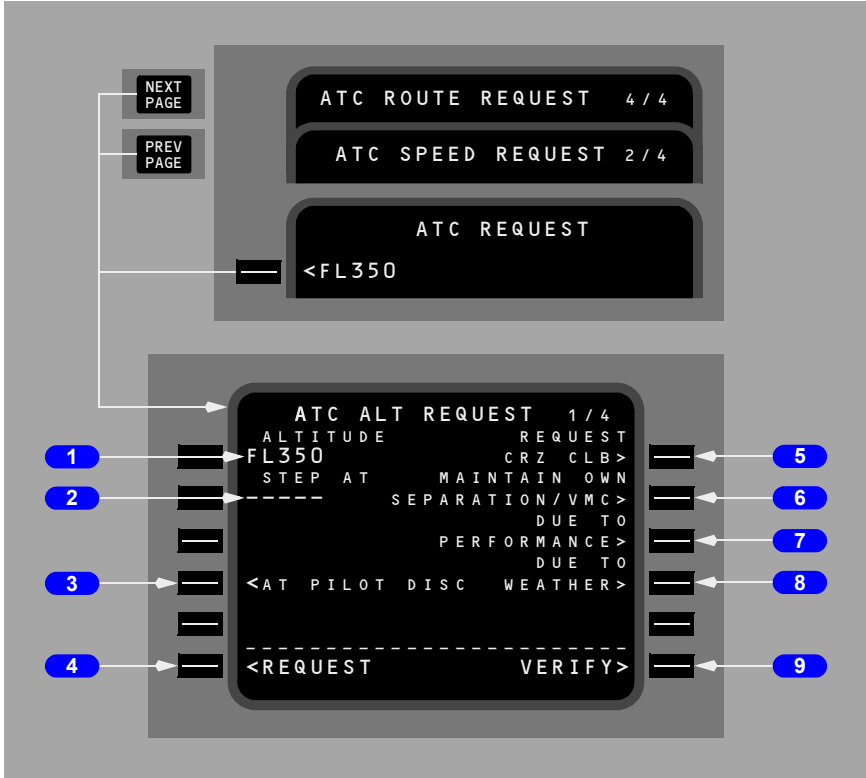 NEXT
PAGE
ATC ROUTE REQUEST 4/4
PREV
PAGE
ATC SPEED REQUEST 2/4
ATC REQUEST
<FL350
ATC ALT REQUEST 1/4
ALTITUDE REQUEST
1 FL350 CRZ CLB> 5
STEP AT MAINTAIN OWN
2 ----- SEPARATION/VMC> 6
DUE TO
PERFORMANCE> 7
DUE TO
3 <AT PILOT DISC WEATHER> 8
------------------------
4 <REQUEST VERIFY> 9